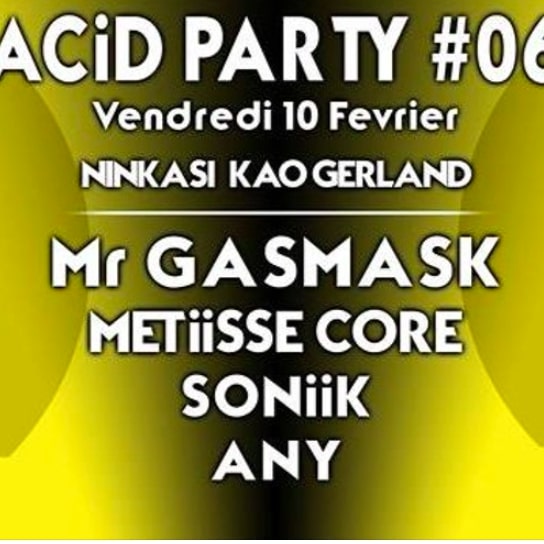 ACiD PARTY #06
Vendredi 10 Fevrier
NINKASI KAO GERLAND
Mr GASMASK
METiiSSE CORE
SONiiK
ANY